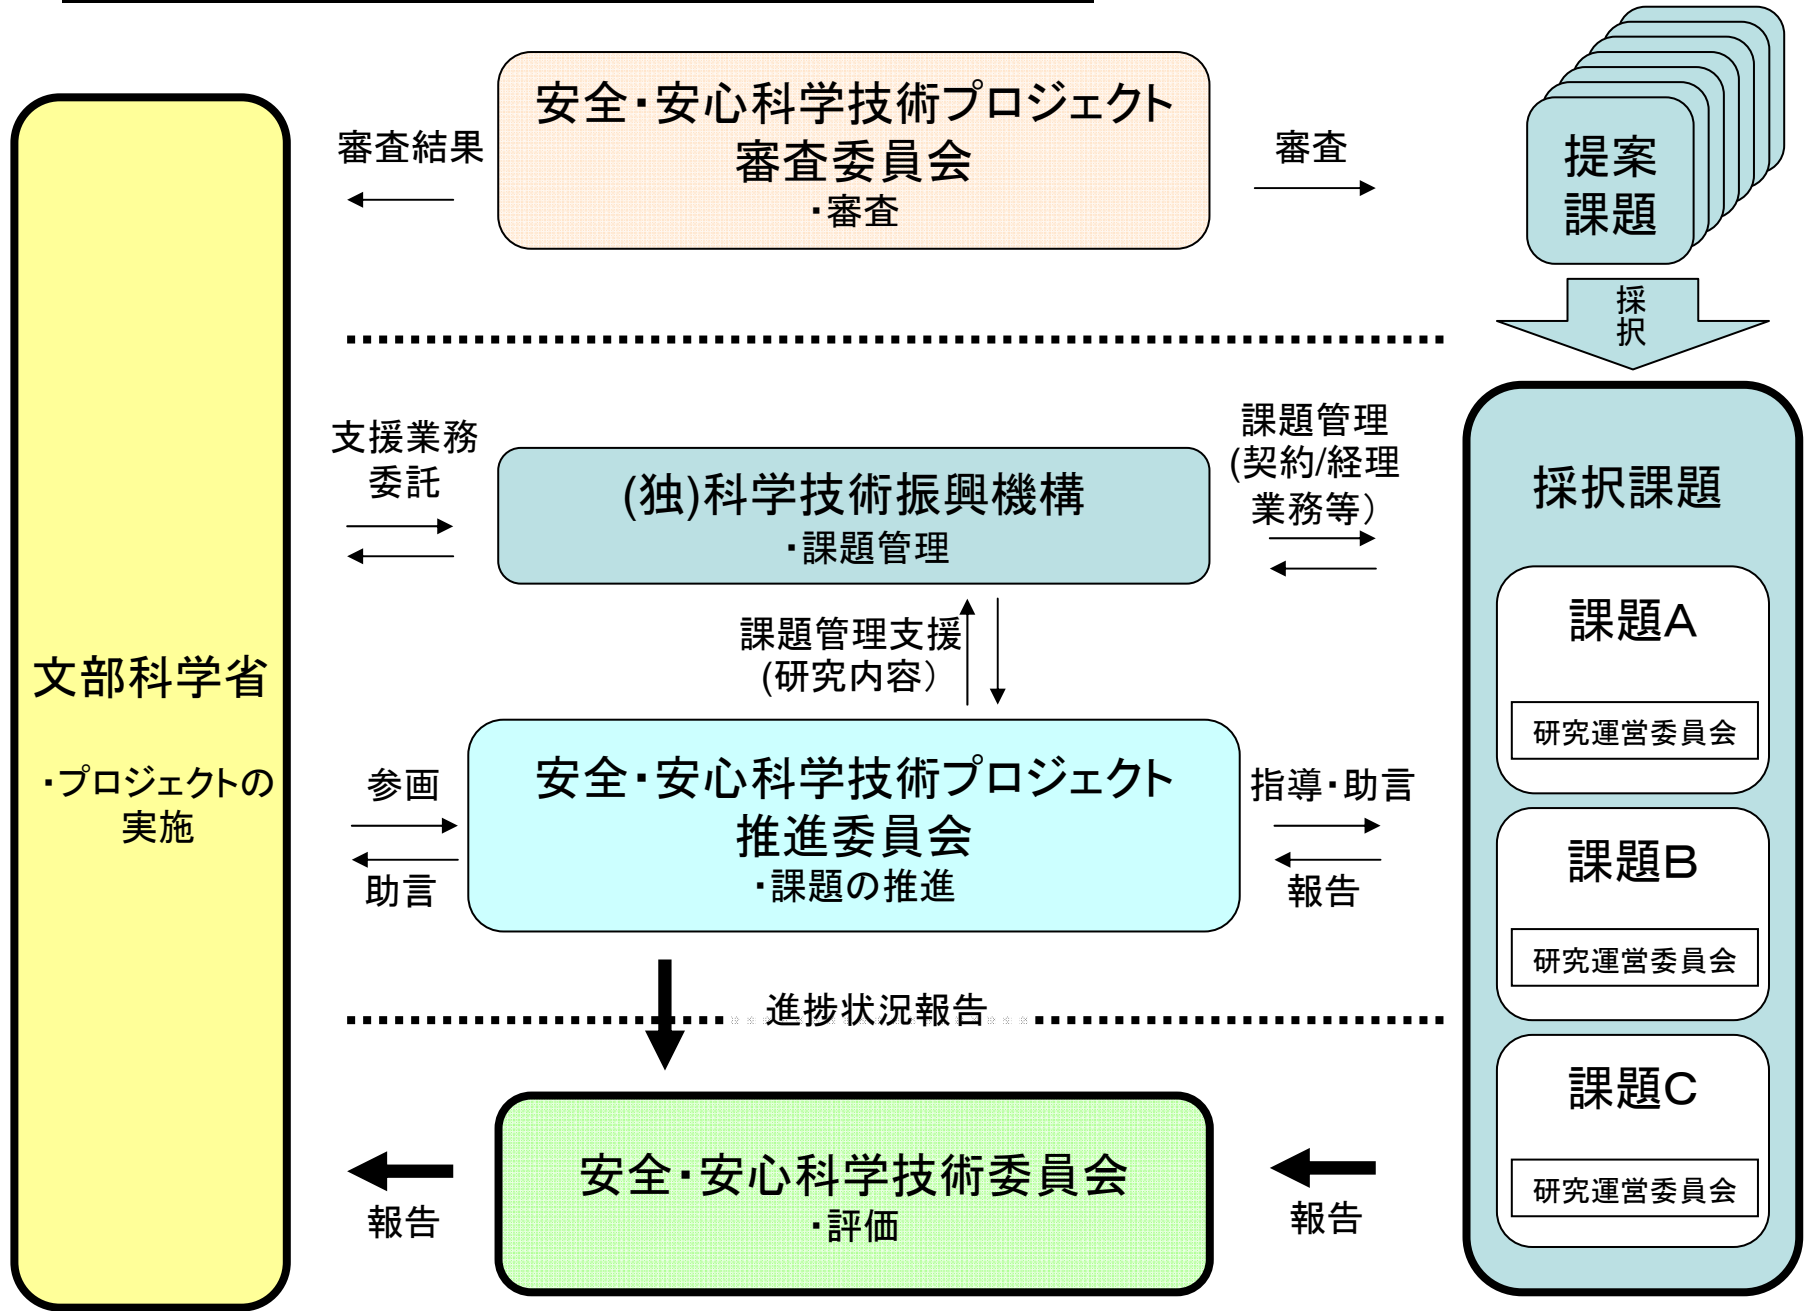 安全・安心科学技術プロジェクト
審査委員会
・審査
審査結果
審査
提案
課題
採
択
文部科学省
・プロジェクトの
実施
支援業務
委託
(独)科学技術振興機構
・課題管理
課題管理
(契約/経理
業務等）
課題管理支援
(研究内容）
参画
助言
安全・安心科学技術プロジェクト
推進委員会
・課題の推進
指導・助言
報告
進捗状況報告
安全・安心科学技術委員会
・評価
報告
報告
採択課題
課題A
研究運営委員会
課題B
研究運営委員会
課題C
研究運営委員会